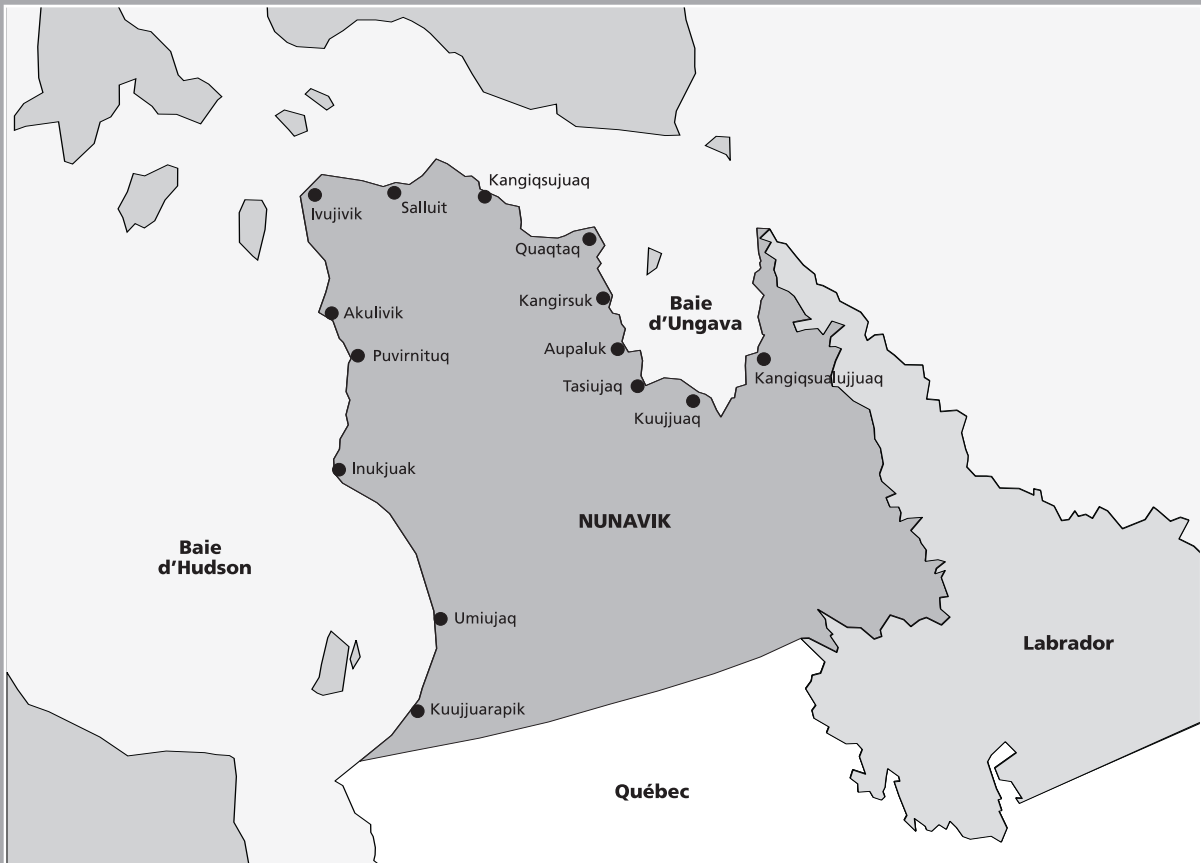 Kangiqsujuaq
Ivujivik
Salluit
Quaqtaq
Kangirsuk
Baie
d’Ungava
Akulivik
Puvirnituq
Aupaluk
Tasiujaq
Kangiqsualujjuaq
Kuujjuaq
Inukjuak
NUNAVIK
Baie
d’Hudson
Umiujaq
Labrador
Kuujjuarapik
Québec